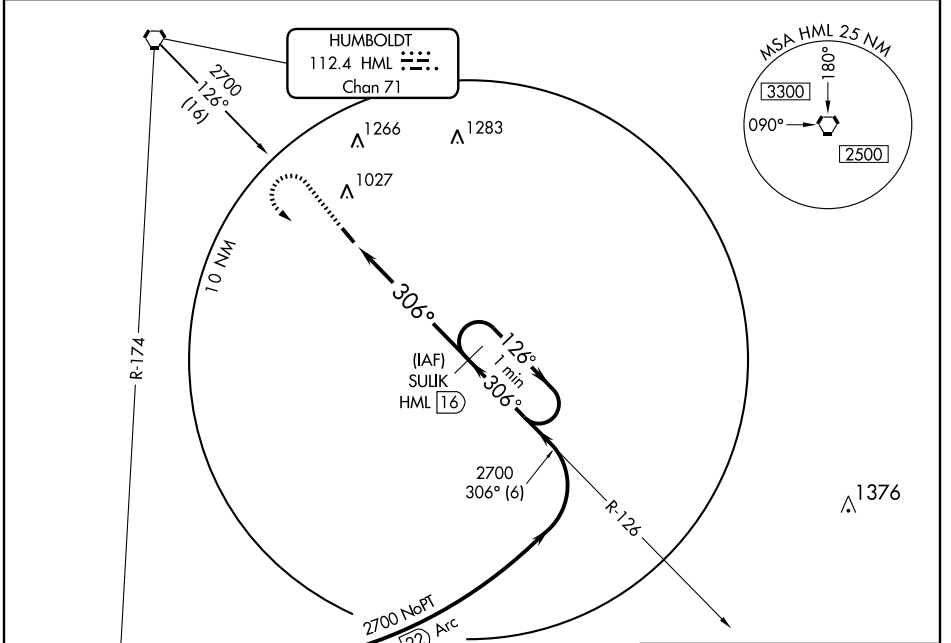 HUMBOLDT
112.4 HML
Chan 71
MSA HML 25 NM
180°
3300
090°
2500
2700
126°
(16)
1266
1283
1027
10 NM
306°
R-174
126°
1 min
306°
(IAF)
SULIK
HML 16
2700
306° (6)
R-126
1376
2700 NoPT
22 Arc